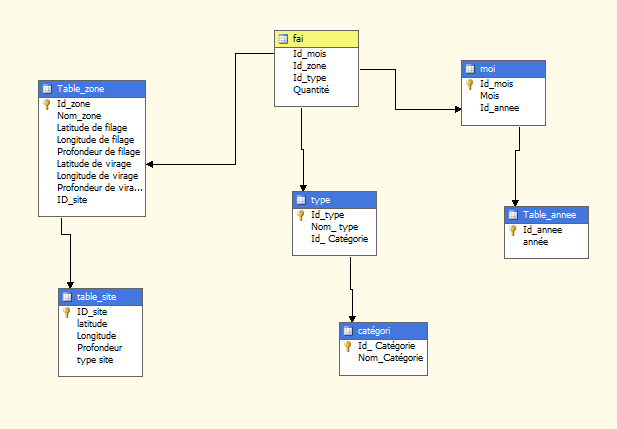 fai
Id_mois
Id_zone
Id_type
Quantité
Table_zone
Id_zone
Nom_zone
Latitude de filage
Longitude de filage
Profondeur de filage
Latitude de virage
Longitude de virage
Profondeur de vira...
ID_site
moi
Id_mois
Mois
Id_annee
type
Id_type
Nom_ type
Id_ Catégorie
Table_annee
Id_annee
année
table_site
ID_site
latitude
Longitude
Profondeur
type site
catégori
Id_ Catégorie
Nom_Catégorie